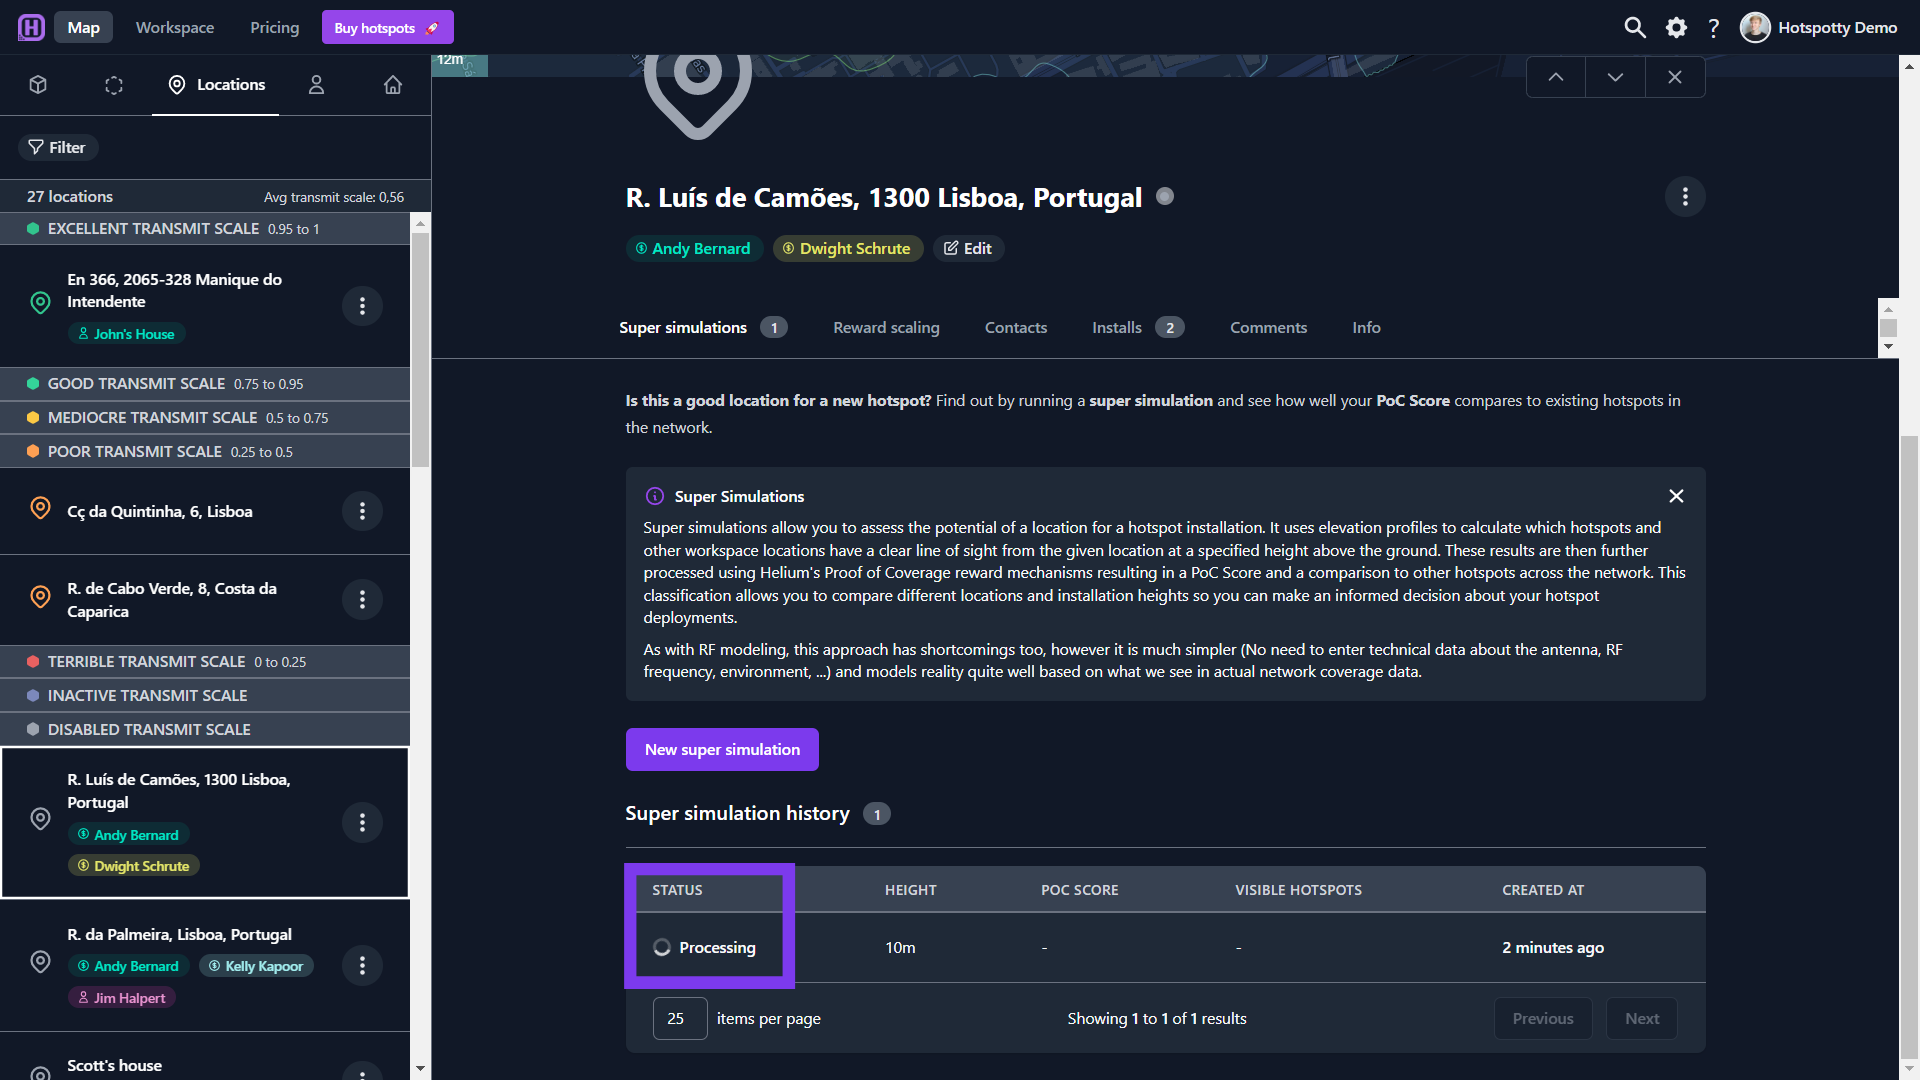 Map
Workspace
Pricing
Buy hotspots
?
Hotspotty Demo
Locations
Filter
27 locations
Avg transmit scale: 0,56
EXCELLENT TRANSMIT SCALE 0.95 to 1
En 366, 2065-328 Manique do
Intendente
John's House
GOOD TRANSMIT SCALE 0.75 to 0.95
MEDIOCRE TRANSMIT SCALE 0.5 to 0.75
POOR TRANSMIT SCALE 0.25 to 0.5
Cç da Quintinha, 6, Lisboa
R. de Cabo Verde, 8, Costa da
Caparica
TERRIBLE TRANSMIT SCALE 0 to 0.25
INACTIVE TRANSMIT SCALE
DISABLED TRANSMIT SCALE
R. Luís de Camões, 1300 Lisboa,
Portugal
Andy Bernard
Dwight Schrute
R. da Palmeira, Lisboa, Portugal
Andy Bernard
Kelly Kapoor
Jim Halpert
Scott's house
12m
R. Luís de Camões, 1300 Lisboa, Portugal
Andy Bernard
Dwight Schrute
Edit
Super simulations 1
Reward scaling
Contacts
Installs 2
Comments
Info
Is this a good location for a new hotspot? Find out by running a super simulation and see how well your PoC Score compares to existing hotspots in
the network.
Super Simulations
Super simulations allow you to assess the potential of a location for a hotspot installation. It uses elevation profiles to calculate which hotspots and
other workspace locations have a clear line of sight from the given location at a specified height above the ground. These results are then further
processed using Helium's Proof of Coverage reward mechanisms resulting in a PoC Score and a comparison to other hotspots across the network. This
classification allows you to compare different locations and installation heights so you can make an informed decision about your hotspot
deployments.
As with RF modeling, this approach has shortcomings too, however it is much simpler (No need to enter technical data about the antenna, RF
frequency, environment, ...) and models reality quite well based on what we see in actual network coverage data.
New super simulation
Super simulation history 1
STATUS HEIGHT POC SCORE VISIBLE HOTSPOTS CREATED AT
Processing 10m - - 2 minutes ago
25 items per page
Showing 1 to 1 of 1 results
Previous
Next